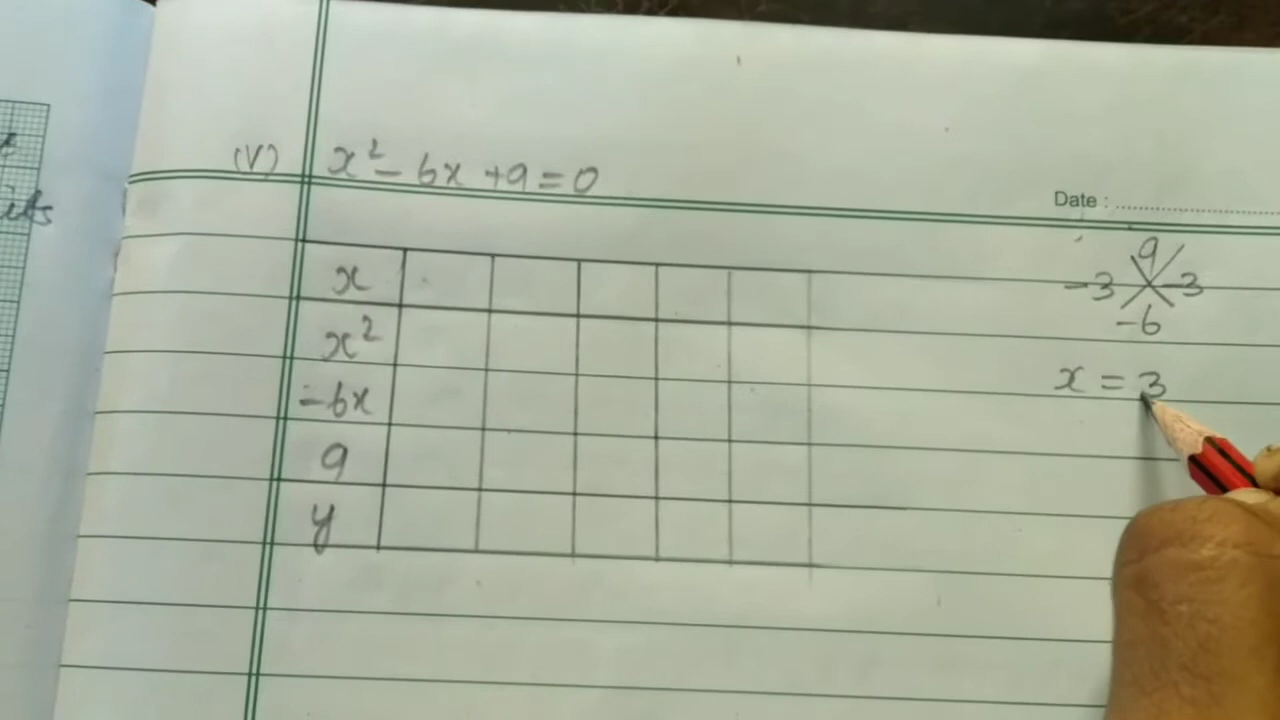 (V) x² - 6x + 9 = 0
Date :
9
-3 -3
-6
x = 3
x
x²
-6x
9
y